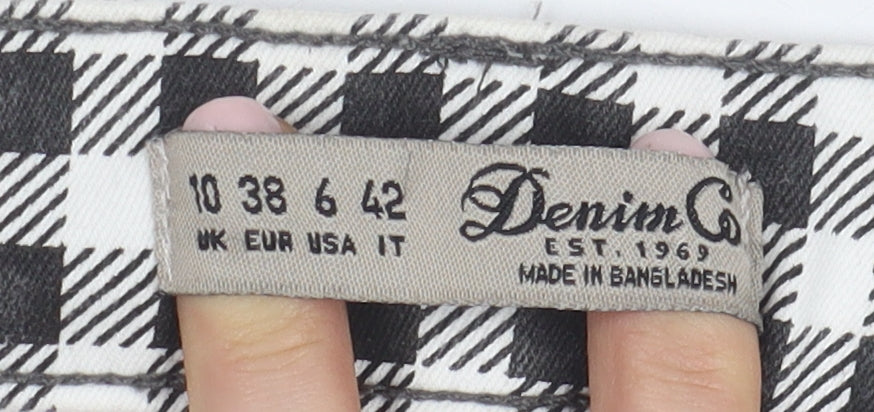 10 38 6 42
UK EUR USA IT
Denim Co
EST. 1969
MADE IN BANGLADESH